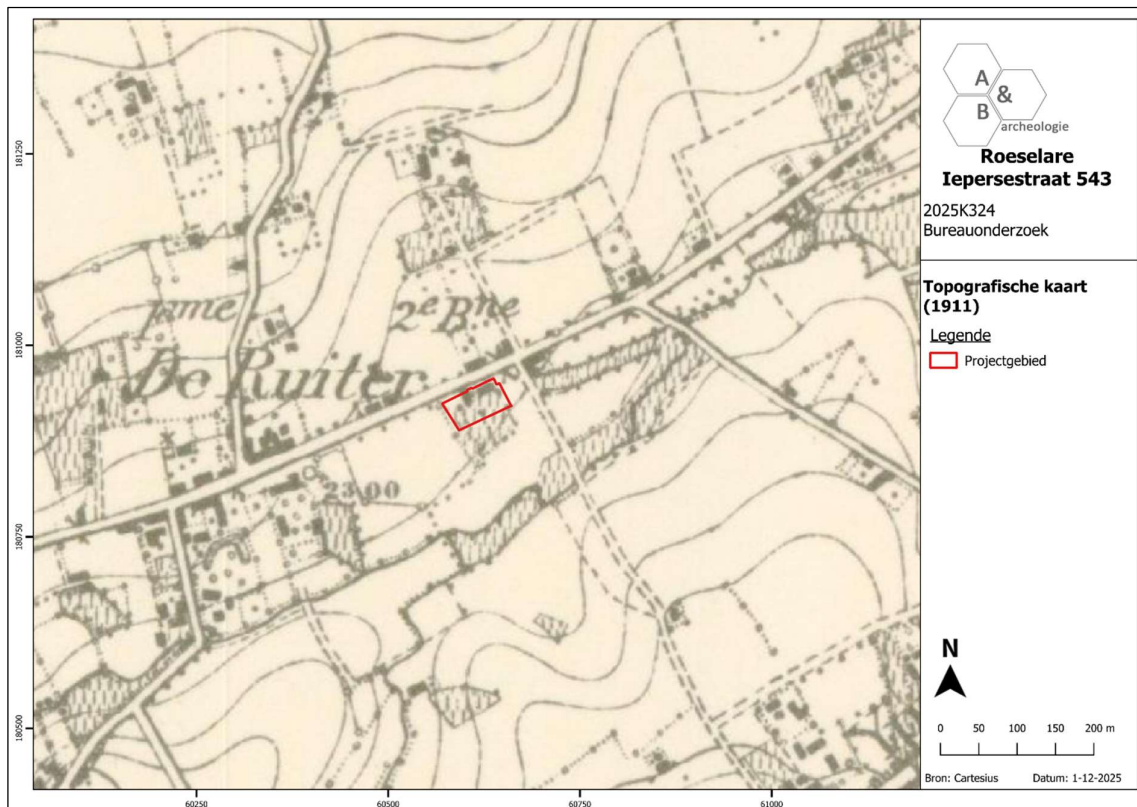 pme
2e Bne
De Ruiter
23.00
181250
181000
180750
180500
60250
60500
60750
61000
A
&
B
archeologie
Roeselare
Iepersestraat 543
2025K324
Bureauonderzoek
Topografische kaart
(1911)
Legende
Projectgebied
N
0 50 100 150 200 m
Bron: Cartesius Datum: 1-12-2025